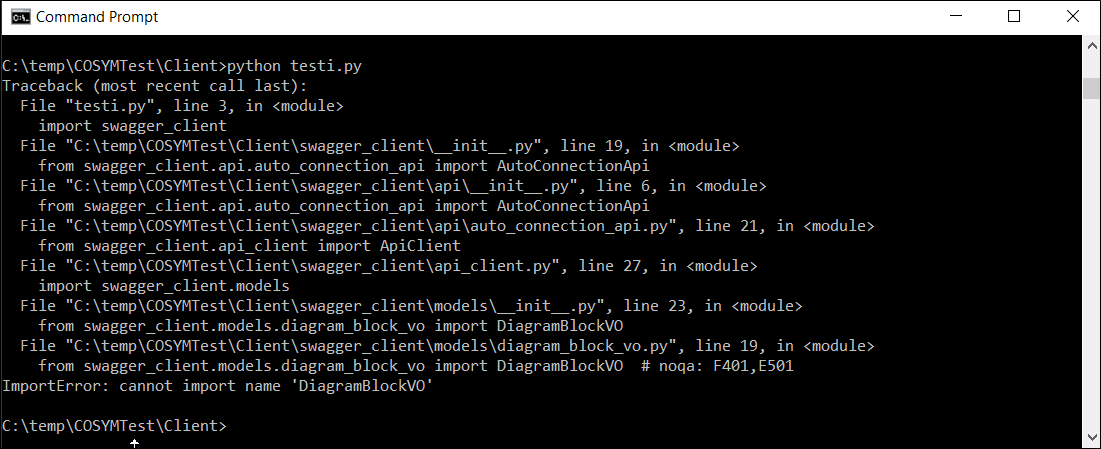 Command Prompt
C:\temp\COSYMTest\Client>python testi.py
Traceback (most recent call last):
  File "testi.py", line 3, in <module>
    import swagger_client
  File "C:\temp\COSYMTest\Client\swagger_client\__init__.py", line 19, in <module>
    from swagger_client.api.auto_connection_api import AutoConnectionApi
  File "C:\temp\COSYMTest\Client\swagger_client\api\__init__.py", line 6, in <module>
    from swagger_client.api.auto_connection_api import AutoConnectionApi
  File "C:\temp\COSYMTest\Client\swagger_client\api\auto_connection_api.py", line 21, in <module>
    from swagger_client.api_client import ApiClient
  File "C:\temp\COSYMTest\Client\swagger_client\api_client.py", line 27, in <module>
    import swagger_client.models
  File "C:\temp\COSYMTest\Client\swagger_client\models\__init__.py", line 23, in <module>
    from swagger_client.models.diagram_block_vo import DiagramBlockVO
  File "C:\temp\COSYMTest\Client\swagger_client\models\diagram_block_vo.py", line 19, in <module>
    from swagger_client.models.diagram_block_vo import DiagramBlockVO  # noqa: F401,E501
ImportError: cannot import name 'DiagramBlockVO'
C:\temp\COSYMTest\Client>